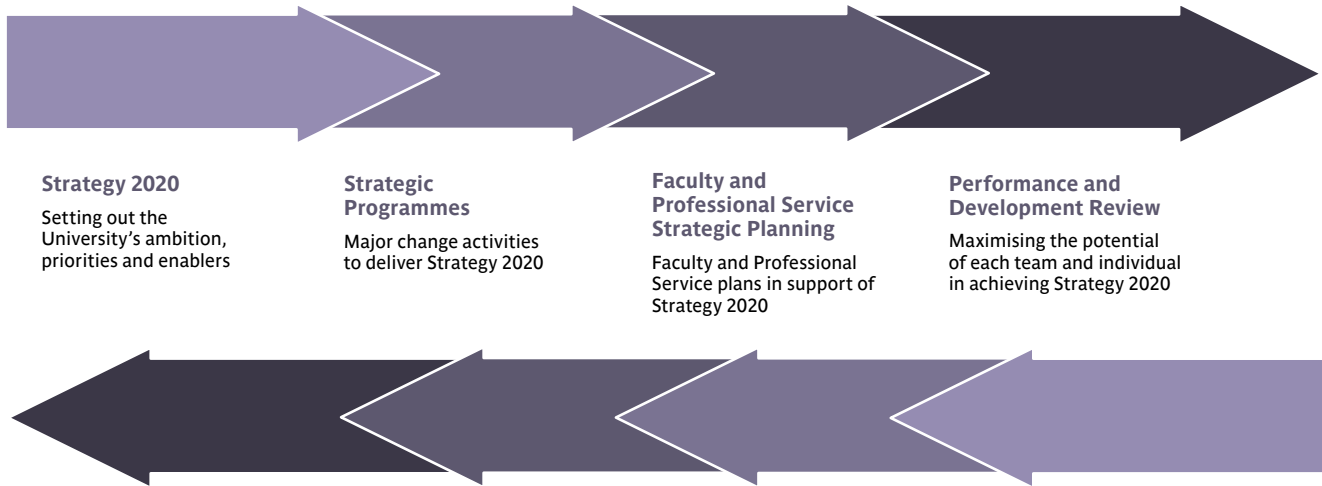 Strategy 2020
Setting out the
University's ambition,
priorities and enablers
Strategic
Programmes
Major change activities
to deliver Strategy 2020
Faculty and
Professional Service
Strategic Planning
Faculty and Professional
Service plans in support of
Strategy 2020
Performance and
Development Review
Maximising the potential
of each team and individual
in achieving Strategy 2020